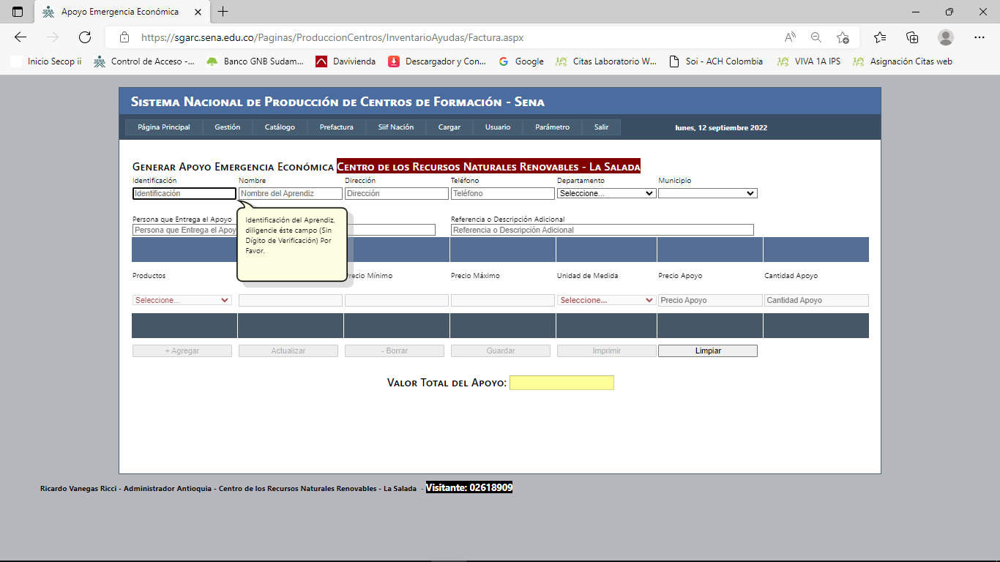 Apoyo Emergencia Económica
https://sgarc.sena.edu.co/Paginas/ProduccionCentros/InventarioAyudas/Factura.aspx
Inicio Secop ii Control de Acceso -... Banco GNB Sudam... Davivienda Descargador y Con... Google Citas Laboratorio W... Soi - ACH Colombia VIVA 1A IPS Asignación Citas web
Sistema Nacional de Producción de Centros de Formación - Sena
Página Principal Gestión Catálogo Prefactura Siif Nación Cargar Usuario Parámetro Salir lunes, 12 septiembre 2022
Generar Apoyo Emergencia Económica Centro de los Recursos Naturales Renovables - La Salada
Identificación Nombre Dirección Teléfono Departamento Municipio
Identificación Nombre del Aprendiz Dirección Teléfono Seleccione...
Persona que Entrega el Apoyo Referencia o Descripción Adicional
Persona que Entrega el Apoy Referencia o Descripción Adicional
Identificación del Aprendiz,
diligencie éste campo (Sin
Dígito de Verificación) Por
Favor.
Productos Precio Mínimo Precio Máximo Unidad de Medida Precio Apoyo Cantidad Apoyo
Seleccione... Seleccione... Precio Apoyo Cantidad Apoyo
+ Agregar Actualizar - Borrar Guardar Imprimir Limpiar
Valor Total del Apoyo:
Ricardo Vanegas Ricci - Administrador Antioquia - Centro de los Recursos Naturales Renovables - La Salada - Visitante: 02618909